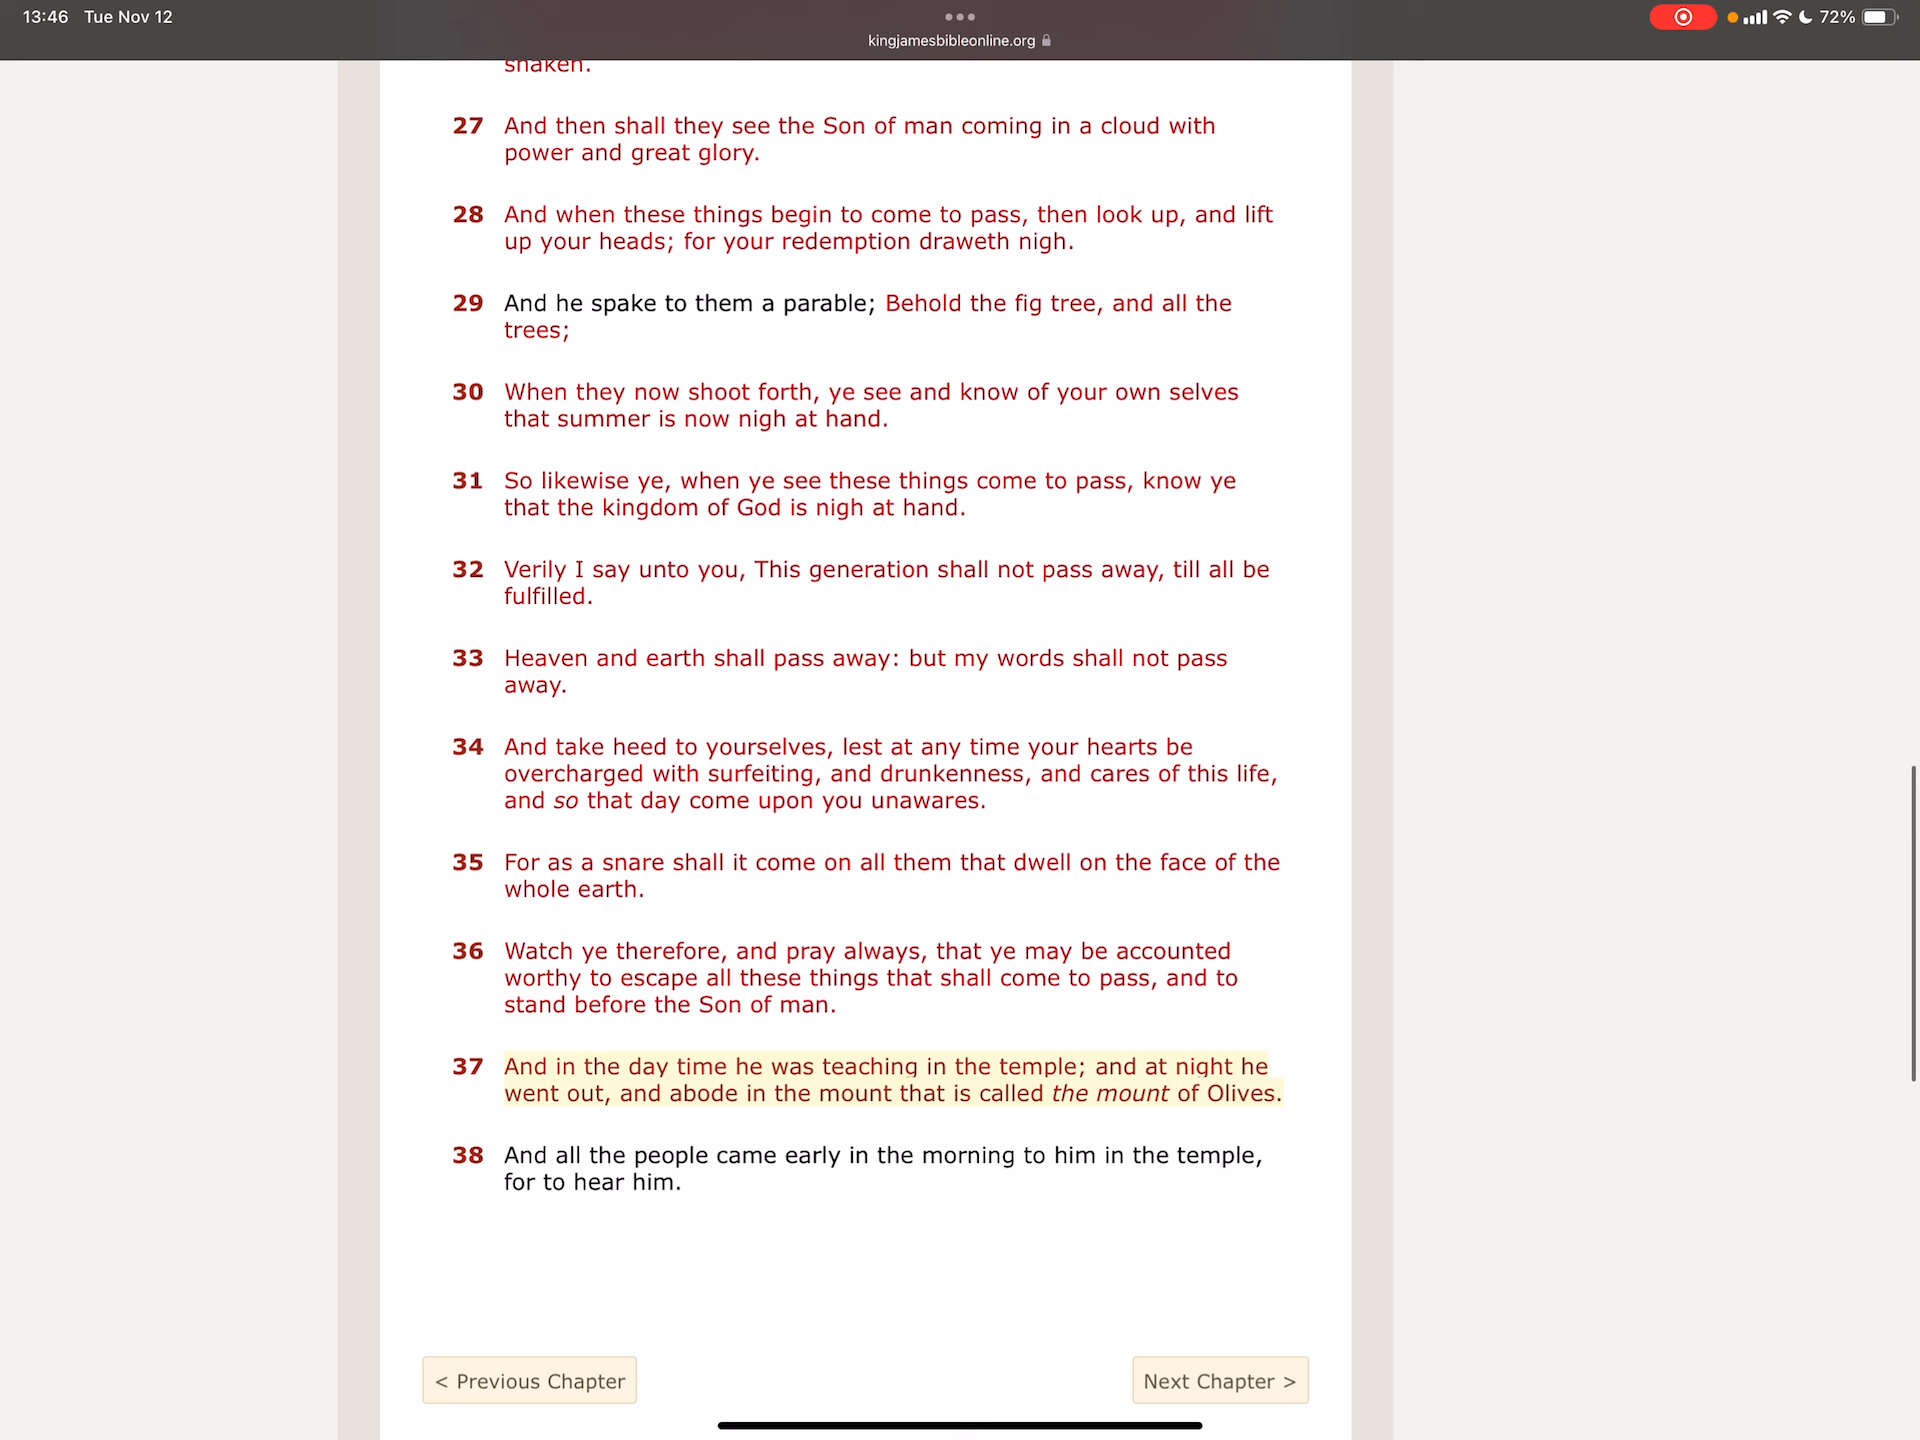 13:46 Tue Nov 12
72%
kingjamesbibleonline.org
shaken.
27 And then shall they see the Son of man coming in a cloud with
power and great glory.
28 And when these things begin to come to pass, then look up, and lift
up your heads; for your redemption draweth nigh.
29 And he spake to them a parable; Behold the fig tree, and all the
trees;
30 When they now shoot forth, ye see and know of your own selves
that summer is now nigh at hand.
31 So likewise ye, when ye see these things come to pass, know ye
that the kingdom of God is nigh at hand.
32 Verily I say unto you, This generation shall not pass away, till all be
fulfilled.
33 Heaven and earth shall pass away: but my words shall not pass
away.
34 And take heed to yourselves, lest at any time your hearts be
overcharged with surfeiting, and drunkenness, and cares of this life,
and so that day come upon you unawares.
35 For as a snare shall it come on all them that dwell on the face of the
whole earth.
36 Watch ye therefore, and pray always, that ye may be accounted
worthy to escape all these things that shall come to pass, and to
stand before the Son of man.
37 And in the day time he was teaching in the temple; and at night he
went out, and abode in the mount that is called the mount of Olives.
38 And all the people came early in the morning to him in the temple,
for to hear him.
< Previous Chapter
Next Chapter >